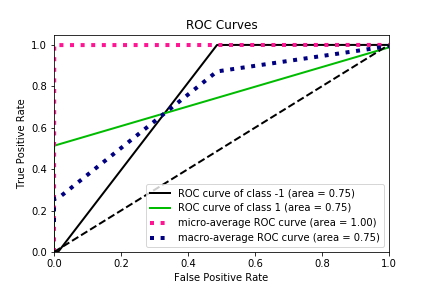 ROC Curves
True Positive Rate
1.0
0.8
0.6
0.4
0.2
0.0
ROC curve of class -1 (area = 0.75)
ROC curve of class 1 (area = 0.75)
micro-average ROC curve (area = 1.00)
macro-average ROC curve (area = 0.75)
0.0 0.2 0.4 0.6 0.8 1.0
False Positive Rate